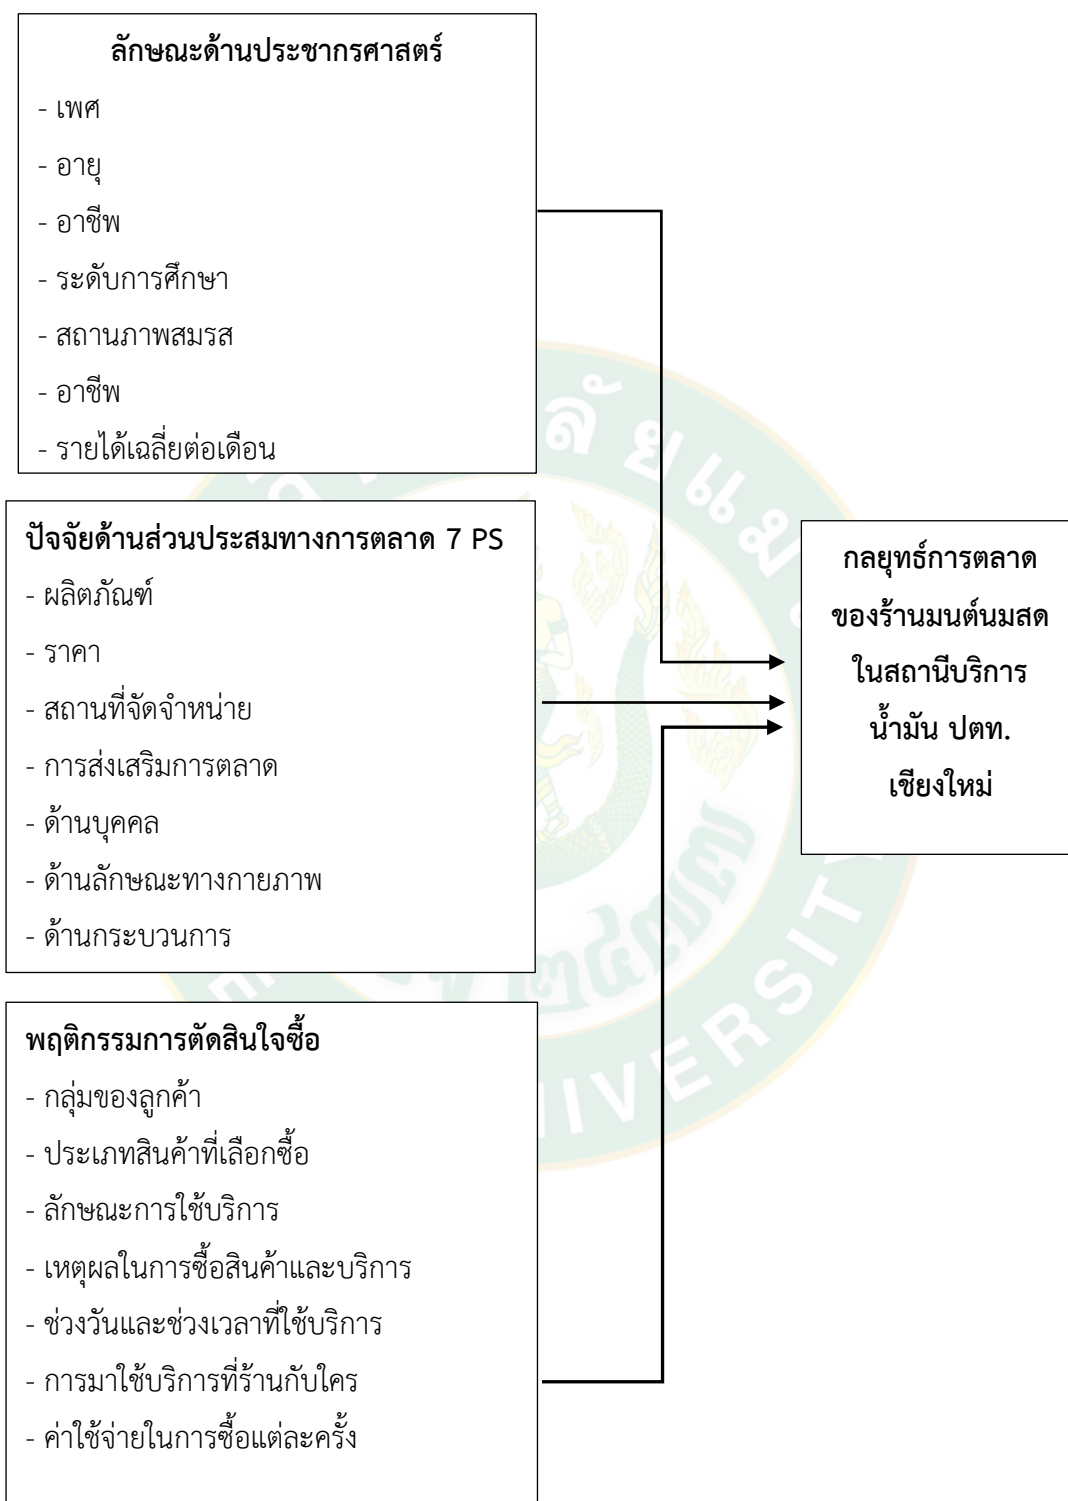 ลักษณะด้านประชากรศาสตร์
- เพศ
- อายุ
- อาชีพ
- ระดับการศึกษา
- สถานภาพสมรส
- อาชีพ
- รายได้เฉลี่ยต่อเดือน
ปัจจัยด้านส่วนประสมทางการตลาด 7 PS
- ผลิตภัณฑ์
- ราคา
- สถานที่จัดจำหน่าย
- การส่งเสริมการตลาด
- ด้านบุคคล
- ด้านลักษณะทางกายภาพ
- ด้านกระบวนการ
พฤติกรรมการตัดสินใจซื้อ
- กลุ่มของลูกค้า
- ประเภทสินค้าที่เลือกซื้อ
- ลักษณะการใช้บริการ
- เหตุผลในการซื้อสินค้าและบริการ
- ช่วงวันและช่วงเวลาที่ใช้บริการ
- การมาใช้บริการที่ร้านกับใคร
- ค่าใช้จ่ายในการซื้อแต่ละครั้ง
กลยุทธ์การตลาด
ของร้านมนต์นมสด
ในสถานีบริการ
น้ำมัน ปตท.
เชียงใหม่